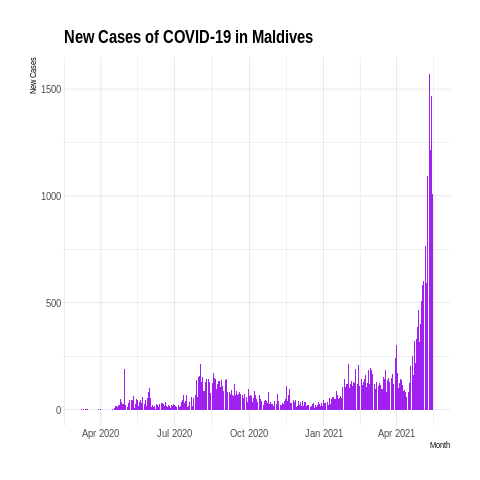 New Cases of COVID-19 in Maldives
New Cases
1500
1000
500
0
Apr 2020 Jul 2020 Oct 2020 Jan 2021 Apr 2021
Month